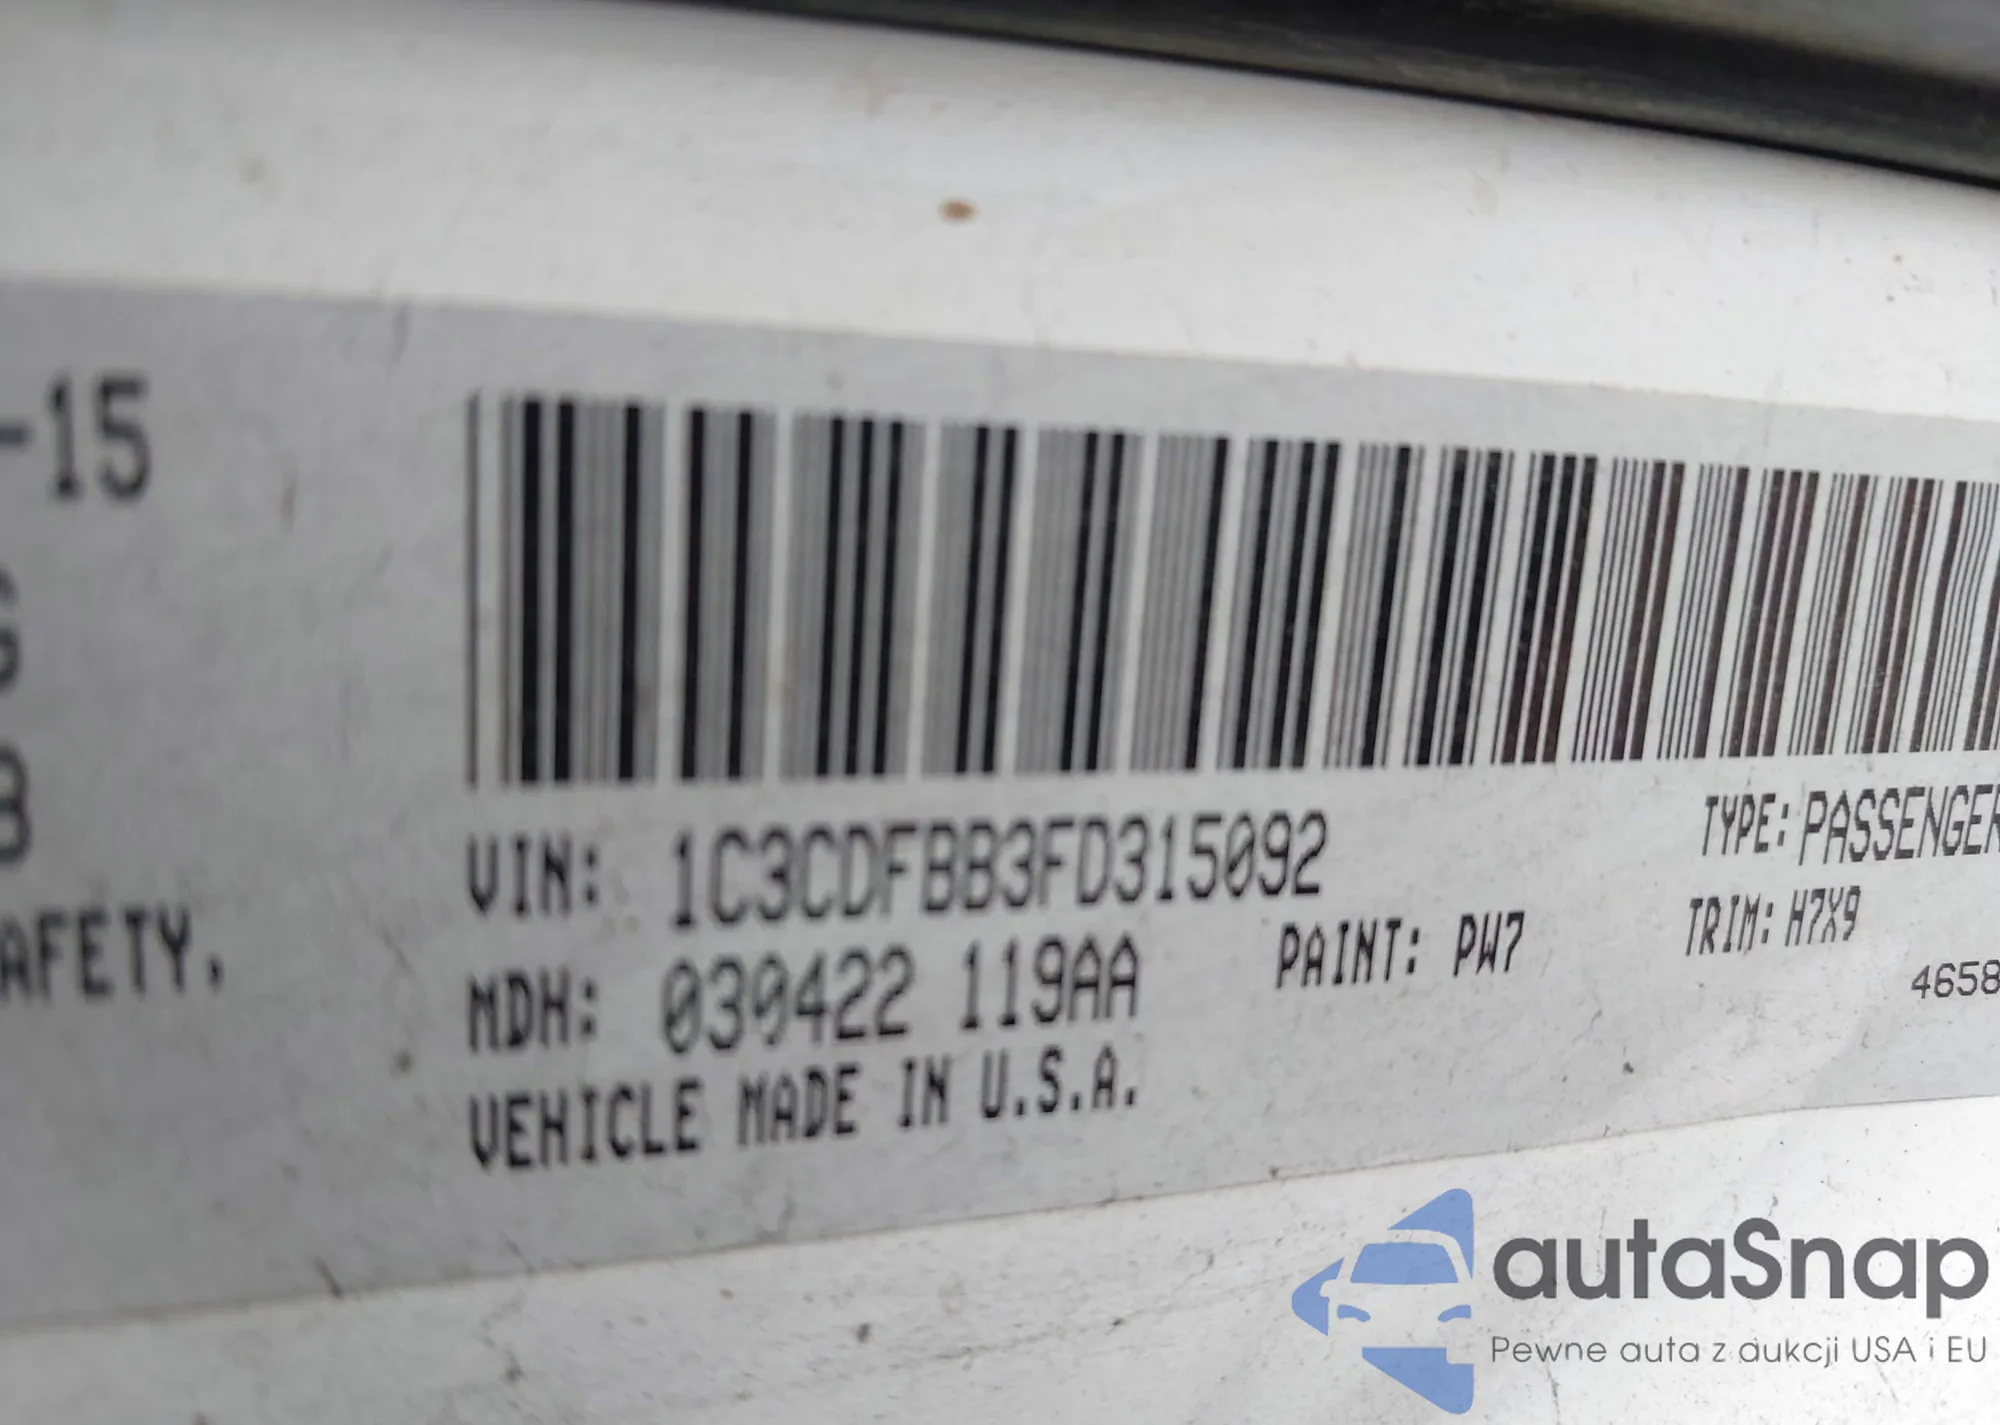 -15
AFETY,
VIN: 1C3CDFBB3FD315092
TYPE: PASSENGER
MDH: 030422 119AA
PAINT: PW7
TRIM: H7X9
4658
VEHICLE MADE IN U.S.A.
autaSnap
Pewne auta z aukcji USA i EU